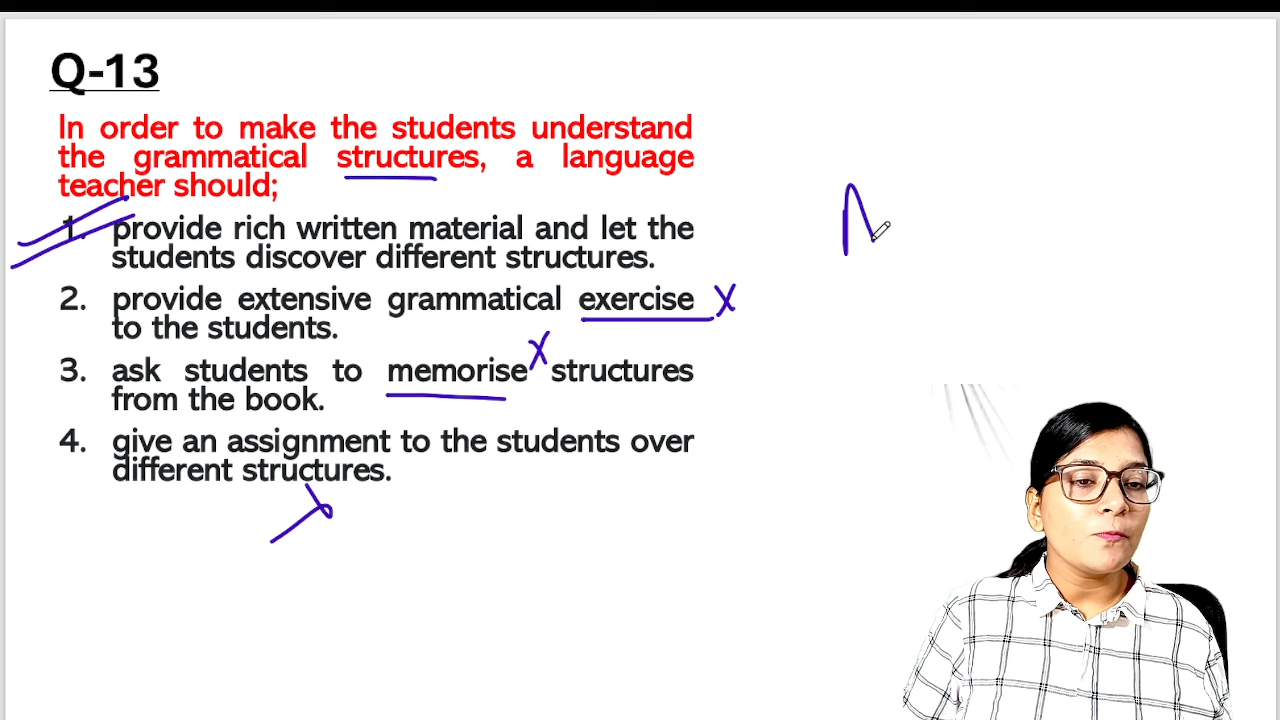 Q-13
In order to make the students understand
the grammatical structures, a language
teacher should;
1. provide rich written material and let the
students discover different structures.
2. provide extensive grammatical exercise X
to the students.
3. ask students to memorise X structures
from the book.
4. give an assignment to the students over
different structures.